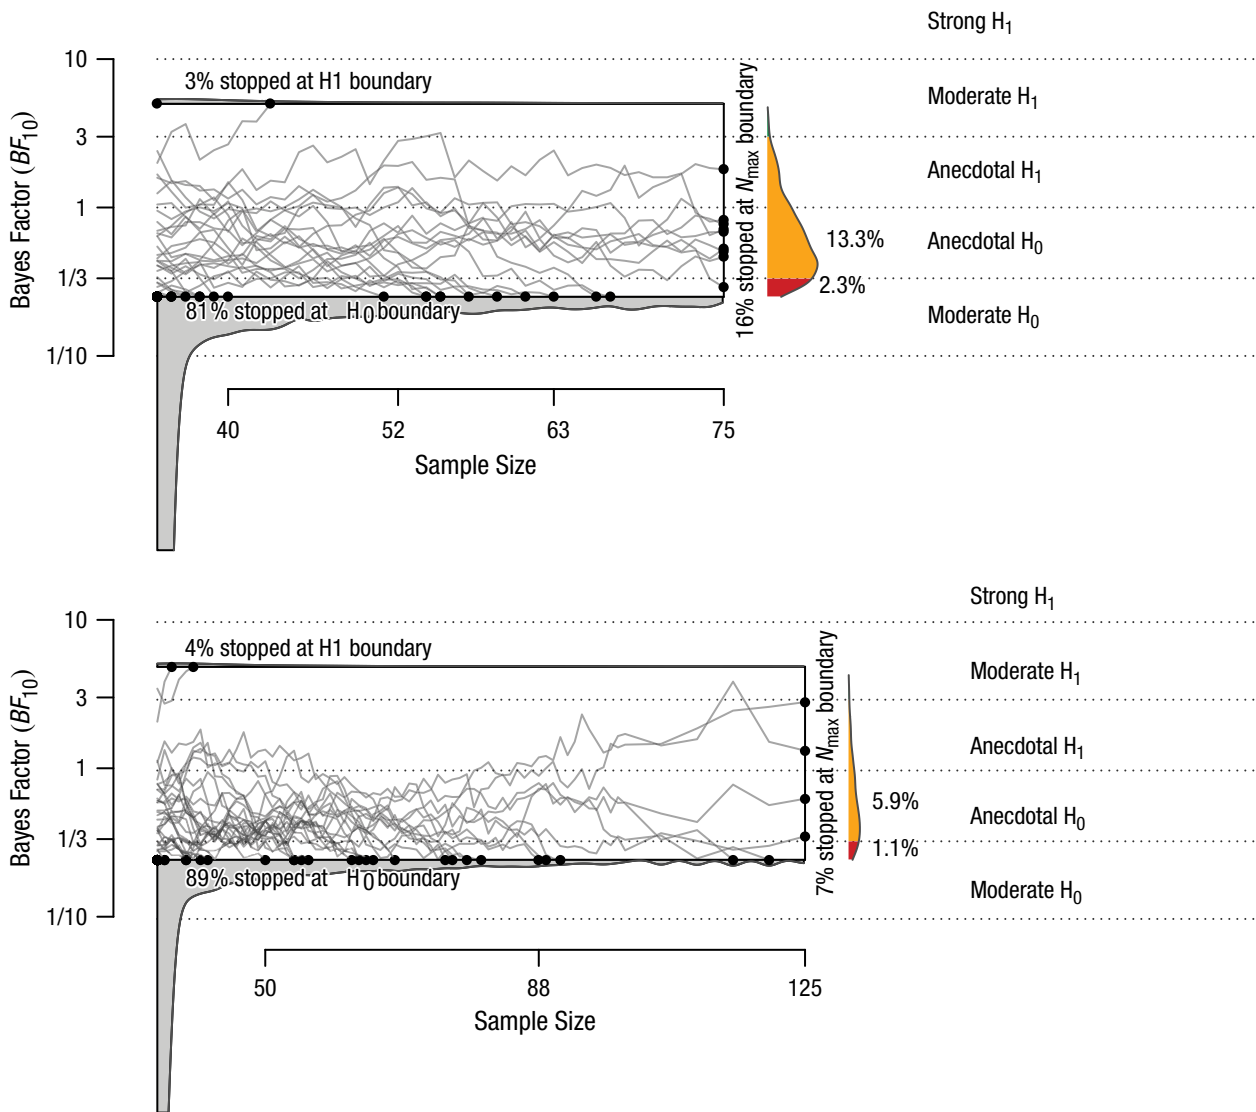 Strong H1
10
3% stopped at H1 boundary
Moderate H1
3
Anecdotal H1
1
Anecdotal H0
13.3%
1/3
2.3%
81% stopped at H0 boundary
Moderate H0
1/10
Bayes Factor (BF10)
16% stopped at Nmax boundary
40 52 63 75
Sample Size
Strong H1
10
4% stopped at H1 boundary
Moderate H1
3
Anecdotal H1
1
5.9%
Anecdotal H0
1/3
1.1%
89% stopped at H0 boundary
Moderate H0
1/10
Bayes Factor (BF10)
7% stopped at Nmax boundary
50 88 125
Sample Size